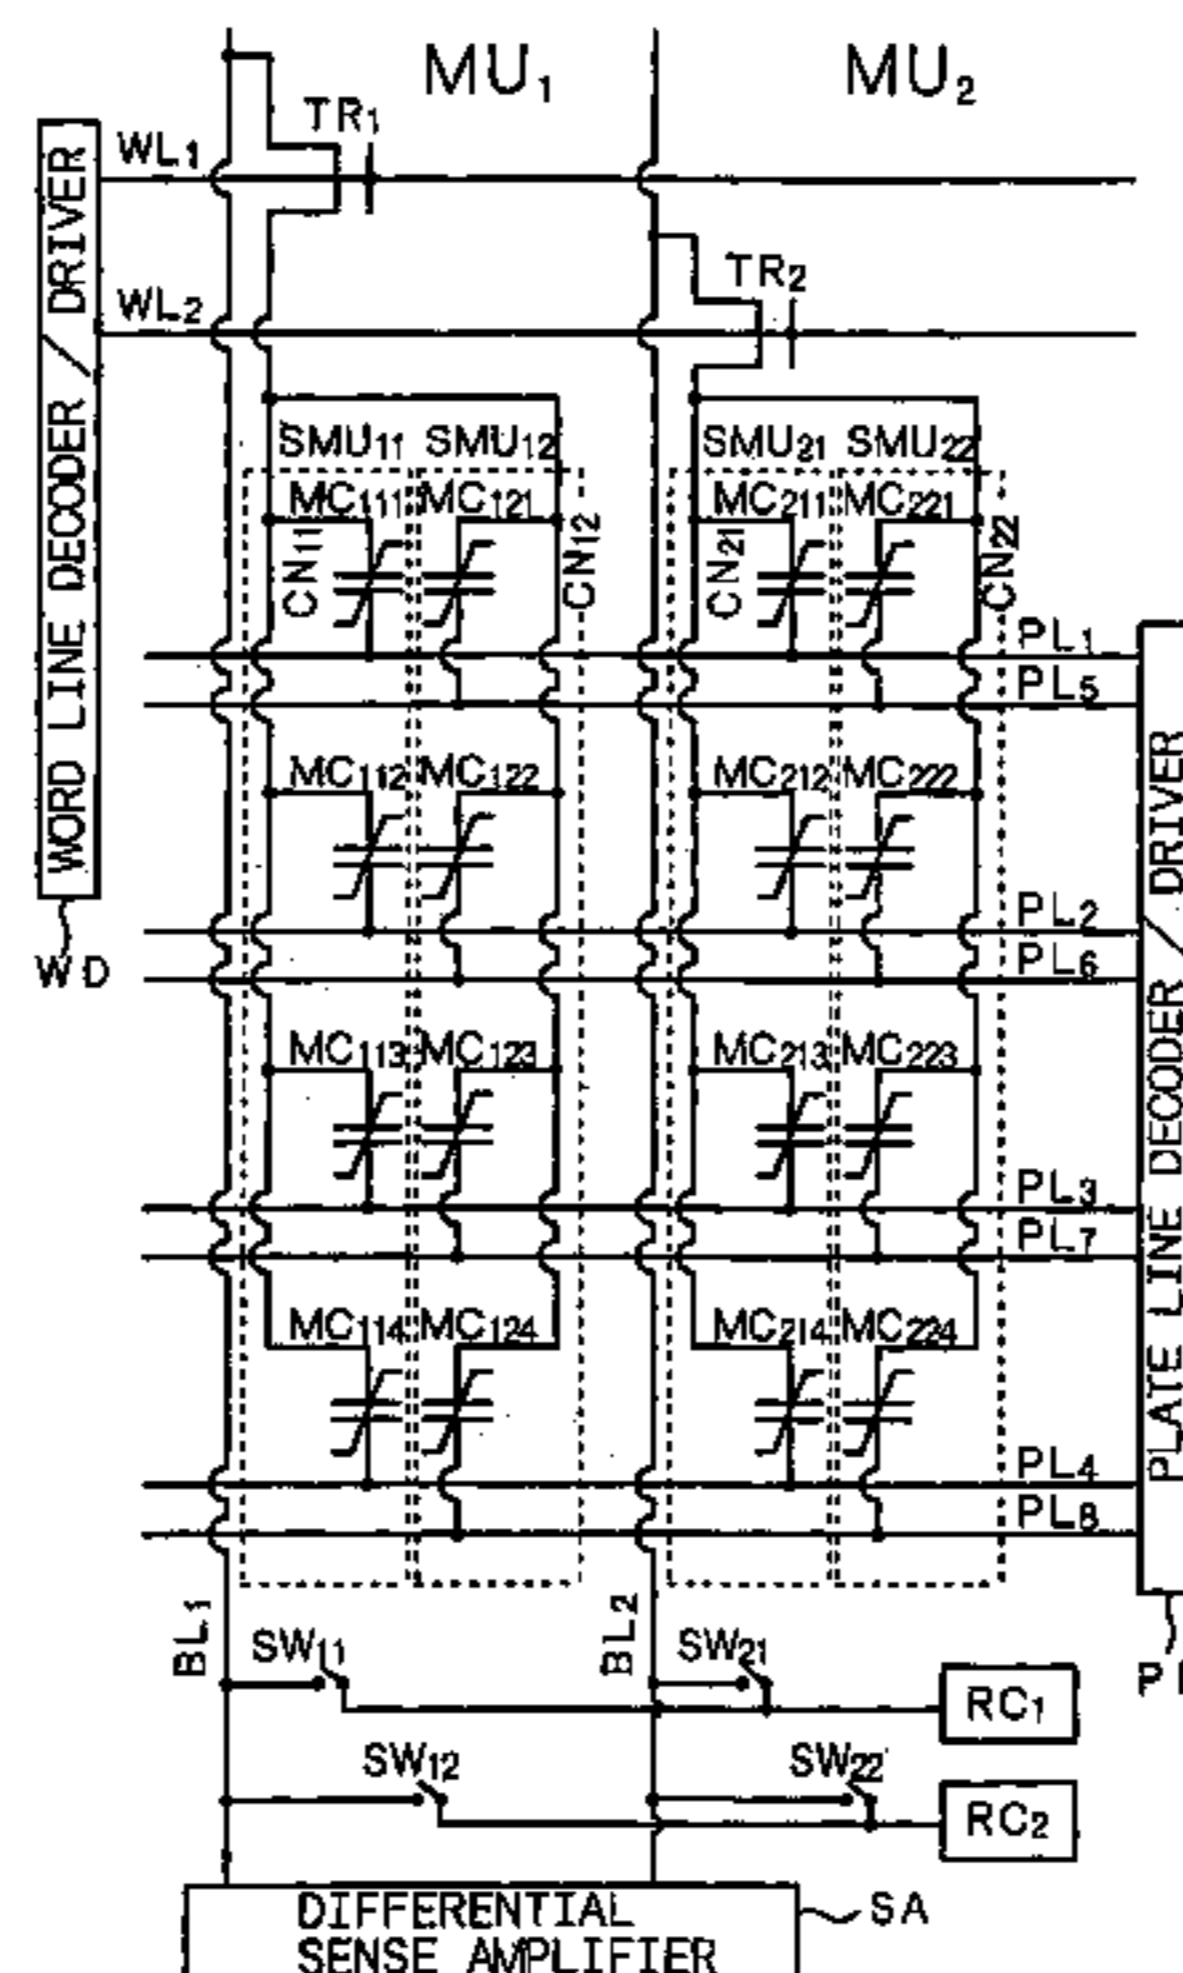 MU1 MU2
TR1
WL1
TR2
WL2
WORD LINE DECODER / DRIVER
WD
SMU11 SMU12 SMU21 SMU22
MC111 MC121 MC211 MC221
CN11 CN12 CN21 CN22
PL1
PL5
MC112 MC122 MC212 MC222
PL2
PL6
MC113 MC123 MC213 MC223
PL3
PL7
MC114 MC124 MC214 MC224
PL4
PL8
PLATE LINE DECODER / DRIVER
BL1 BL2
SW11 SW21
RC1
SW12 SW22
RC2
DIFFERENTIAL
SENSE AMPLIFIER
SA